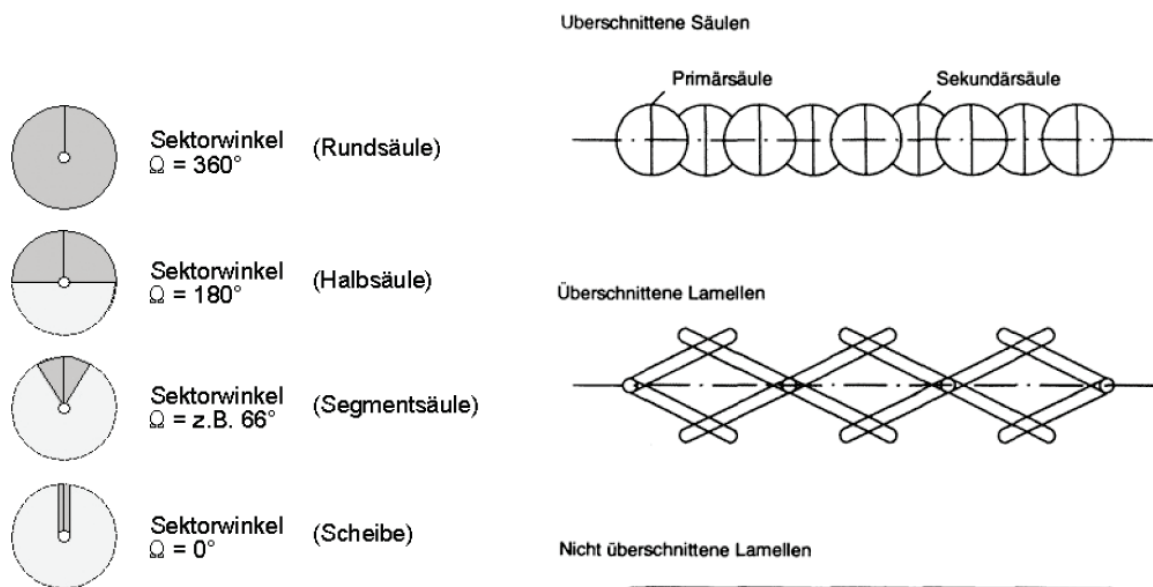 Sektorwinkel
Ω = 360°
(Rundsäule)
Sektorwinkel
Ω = 180°
(Halbsäule)
Sektorwinkel
Ω = z.B. 66°
(Segmentsäule)
Sektorwinkel
Ω = 0°
(Scheibe)
Überschnittene Säulen
Primärsäule
Sekundärsäule
Überschnittene Lamellen
Nicht überschnittene Lamellen